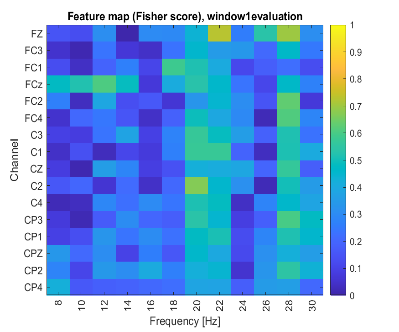 Feature map (Fisher score), window1evaluation
FZ
FC3
FC1
FCz
FC2
FC4
C3
C1
CZ
C2
C4
CP3
CP1
CPZ
CP2
CP4
Channel
8 10 12 14 16 18 20 22 24 26 28 30
Frequency [Hz]
1
0.9
0.8
0.7
0.6
0.5
0.4
0.3
0.2
0.1
0